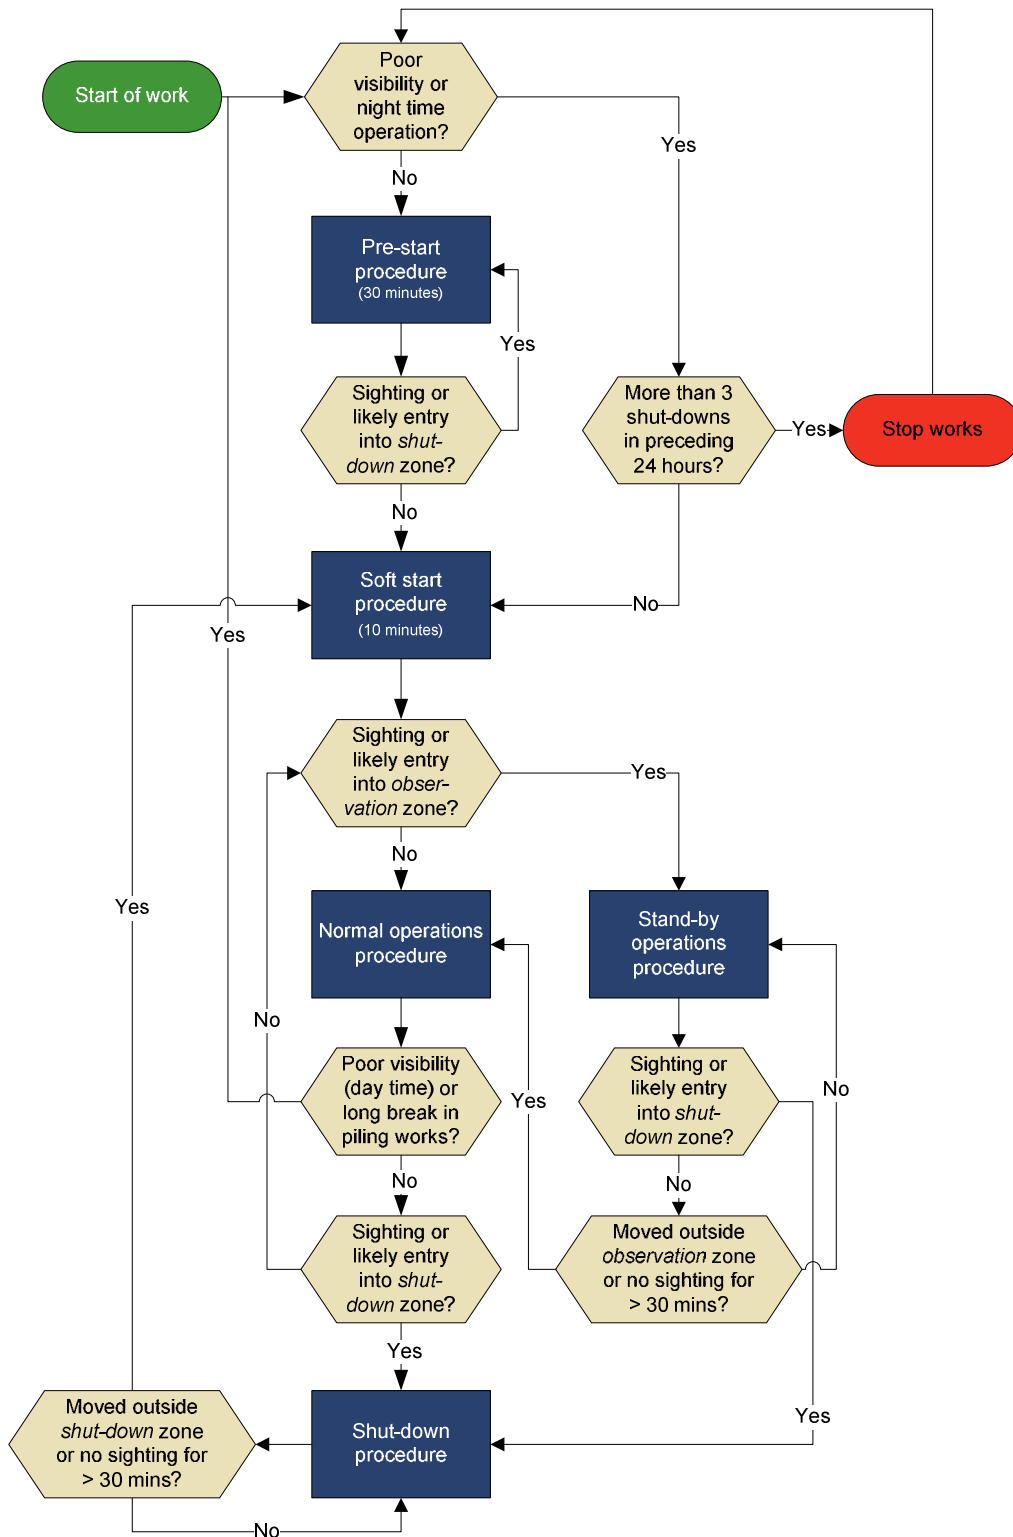 Start of work
Poor
visibility or
night time
operation?
Yes
No
Pre-start
procedure
(30 minutes)
Yes
Sighting or
likely entry
into shut-
down zone?
More than 3
shut-downs
in preceding
24 hours?
Yes
Stop works
No
Soft start
procedure
(10 minutes)
No
Yes
Sighting or
likely entry
into obser-
vation zone?
Yes
No
Yes
Normal operations
procedure
Stand-by
operations
procedure
No
Poor visibility
(day time) or
long break in
piling works?
Yes
Sighting or
likely entry
into shut-
down zone?
No
No
No
Sighting or
likely entry
into shut-
down zone?
Moved outside
observation zone
or no sighting for
> 30 mins?
Yes
Moved outside
shut-down zone
or no sighting for
> 30 mins?
Shut-down
procedure
Yes
No